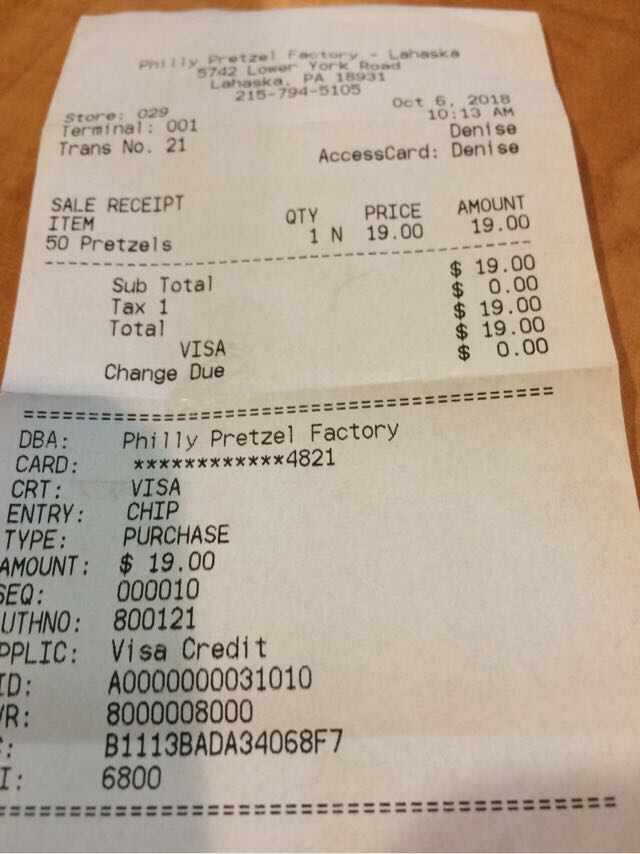 Philly Pretzel Factory - Lahaska
5742 Lower York Road
Lahaska, PA 18931
215-794-5105
Store: 029 Oct 6, 2018
Terminal: 001 10:13 AM
Trans No. 21 Denise
AccessCard: Denise
SALE RECEIPT
ITEM QTY PRICE AMOUNT
50 Pretzels 1 N 19.00 19.00
--------------------------------------------
Sub Total $ 19.00
Tax 1 $ 0.00
Total $ 19.00
VISA $ 19.00
Change Due $ 0.00
============================================
DBA: Philly Pretzel Factory
CARD: ************4821
CRT: VISA
ENTRY: CHIP
TYPE: PURCHASE
AMOUNT: $ 19.00
SEQ: 000010
UTHNO: 800121
PPLIC: Visa Credit
ID: A0000000031010
VR: 8000008000
: B1113BADA34068F7
I: 6800
============================================